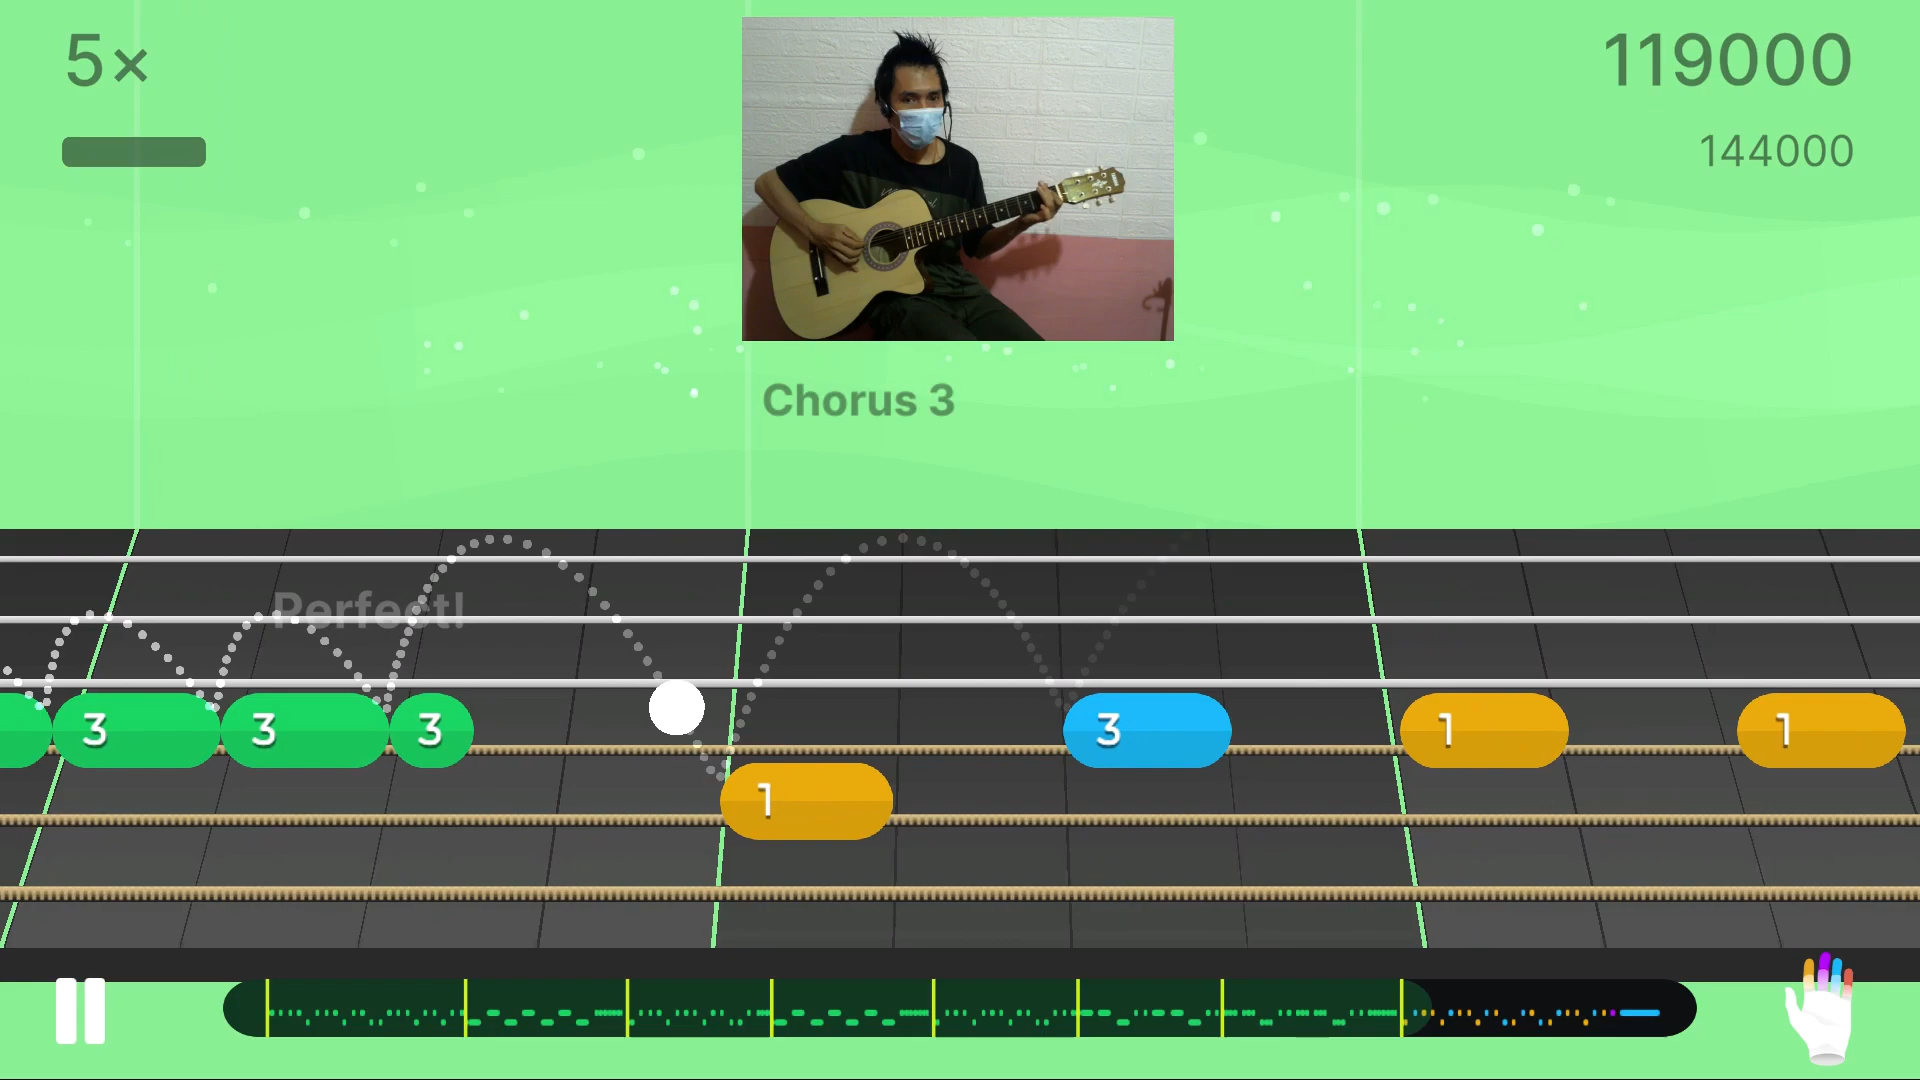 5×
119000
144000
Chorus 3
Perfect!
3 3 3 3 1 1
1